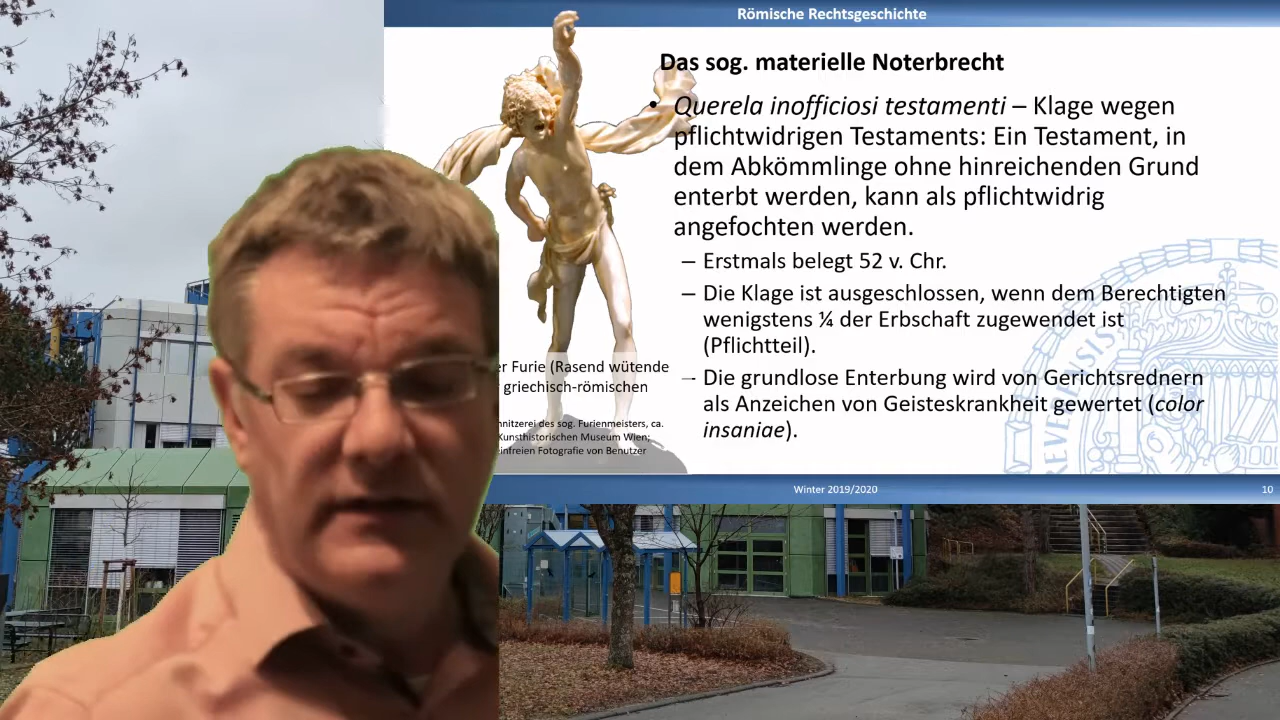 Römische Rechtsgeschichte
Das sog. materielle Noterbrecht
• Querela inofficiosi testamenti – Klage wegen
pflichtwidrigen Testaments: Ein Testament, in
dem Abkömmlinge ohne hinreichenden Grund
enterbt werden, kann als pflichtwidrig
angefochten werden.
– Erstmals belegt 52 v. Chr.
– Die Klage ist ausgeschlossen, wenn dem Berechtigten
wenigstens ¼ der Erbschaft zugewendet ist
(Pflichtteil).
– Die grundlose Enterbung wird von Gerichtsrednern
als Anzeichen von Geisteskrankheit gewertet (color
insaniae).
er Furie (Rasend wütende
griechisch-römischen
hnitzerei des sog. Furienmeisters, ca.
Kunsthistorischen Museum Wien;
einfreien Fotografie von Benutzer
Winter 2019/2020
10